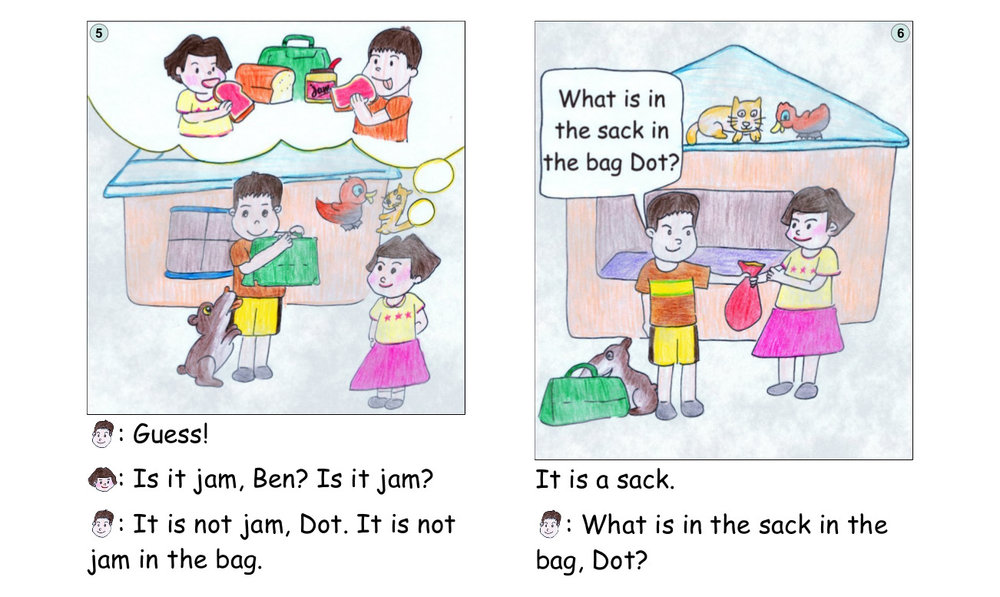 5
Jam
: Guess!
: Is it jam, Ben? Is it jam?
: It is not jam, Dot. It is not
jam in the bag.
6
What is in
the sack in
the bag Dot?
It is a sack.
: What is in the sack in the
bag, Dot?